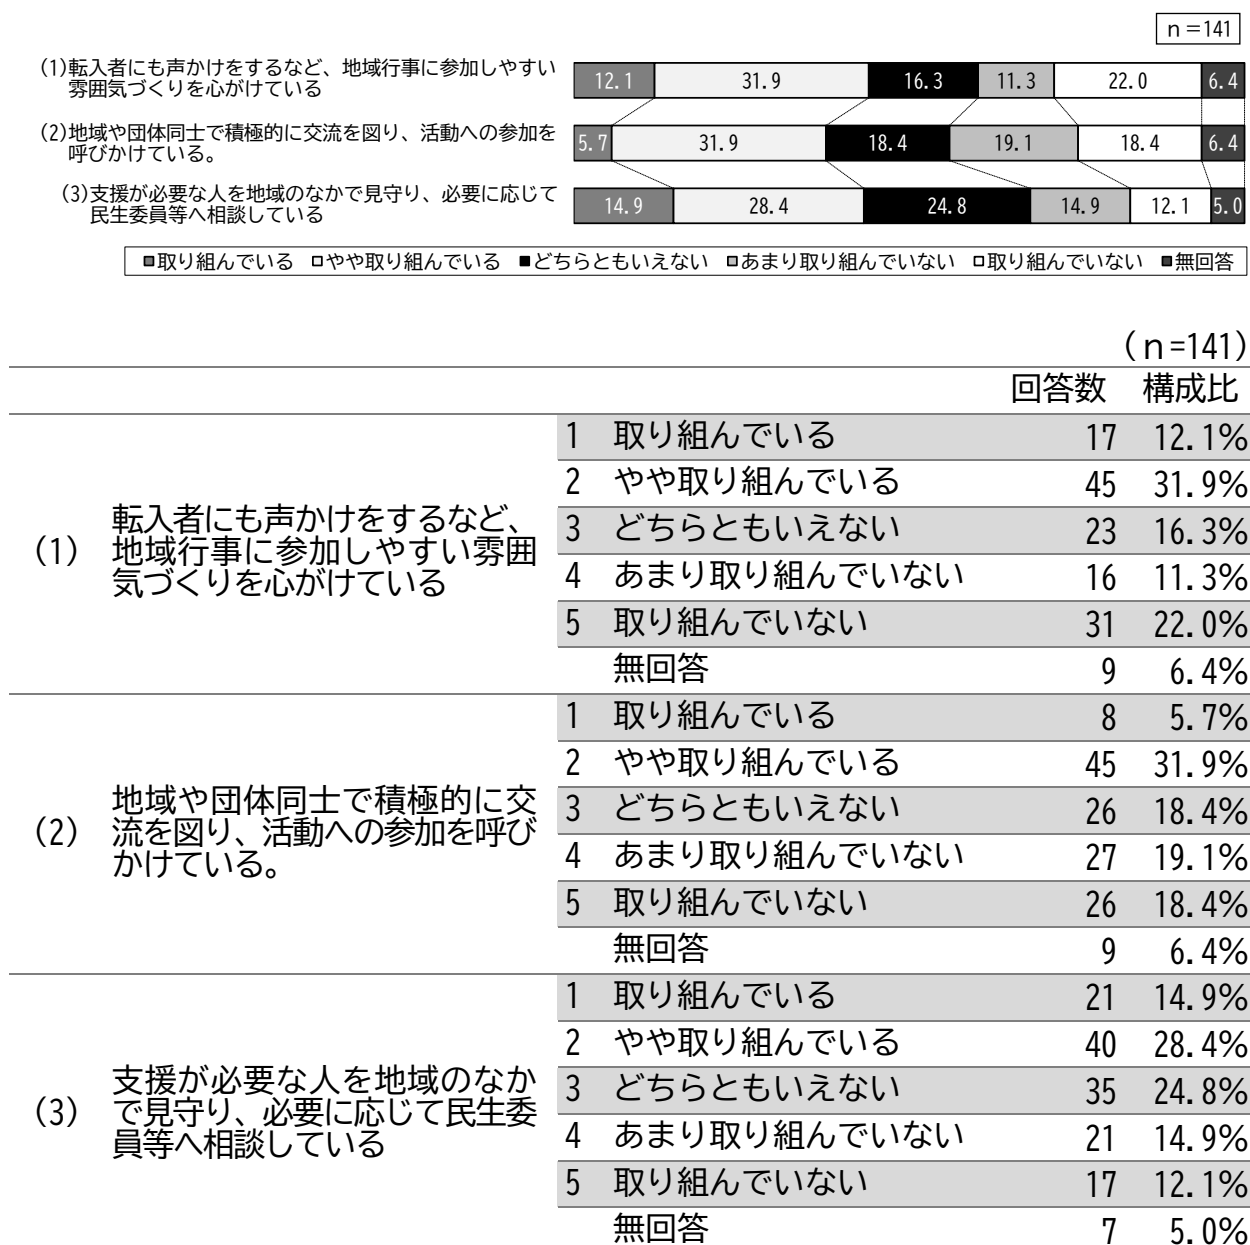 n=141
(1)転入者にも声かけをするなど、地域行事に参加しやすい
雰囲気づくりを心がけている
12.1 31.9 16.3 11.3 22.0 6.4
(2)地域や団体同士で積極的に交流を図り、活動への参加を
呼びかけている。
5.7 31.9 18.4 19.1 18.4 6.4
(3)支援が必要な人を地域のなかで見守り、必要に応じて
民生委員等へ相談している
14.9 28.4 24.8 14.9 12.1 5.0
■取り組んでいる □やや取り組んでいる ■どちらともいえない □あまり取り組んでいない □取り組んでいない ■無回答
(n=141)
回答数 構成比
(1)
転入者にも声かけをするなど、
地域行事に参加しやすい雰囲
気づくりを心がけている
1 取り組んでいる 17 12.1%
2 やや取り組んでいる 45 31.9%
3 どちらともいえない 23 16.3%
4 あまり取り組んでいない 16 11.3%
5 取り組んでいない 31 22.0%
無回答 9 6.4%
(2)
地域や団体同士で積極的に交
流を図り、活動への参加を呼び
かけている。
1 取り組んでいる 8 5.7%
2 やや取り組んでいる 45 31.9%
3 どちらともいえない 26 18.4%
4 あまり取り組んでいない 27 19.1%
5 取り組んでいない 26 18.4%
無回答 9 6.4%
(3)
支援が必要な人を地域のなか
で見守り、必要に応じて民生委
員等へ相談している
1 取り組んでいる 21 14.9%
2 やや取り組んでいる 40 28.4%
3 どちらともいえない 35 24.8%
4 あまり取り組んでいない 21 14.9%
5 取り組んでいない 17 12.1%
無回答 7 5.0%